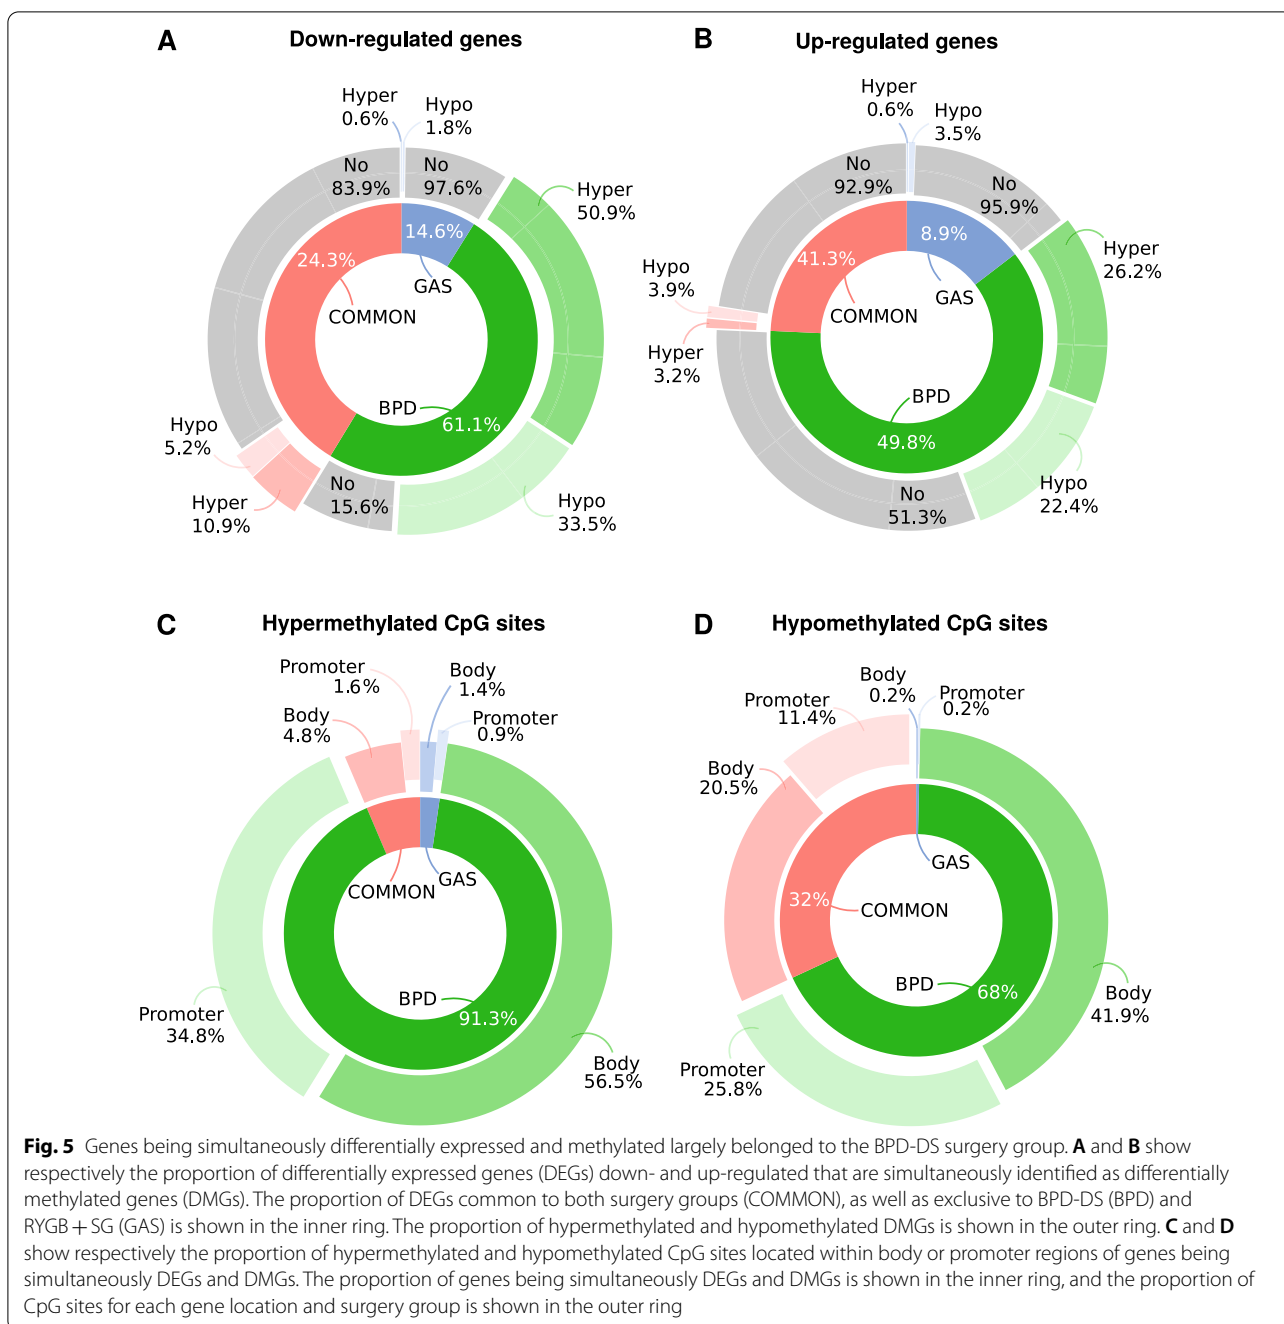 A
Down-regulated genes
Hyper
0.6%
Hypo
1.8%
No
83.9%
No
97.6%
Hyper
50.9%
14.6%
24.3%
GAS
COMMON
BPD
61.1%
Hypo
5.2%
Hyper
10.9%
No
15.6%
Hypo
33.5%
B
Up-regulated genes
Hyper
0.6%
Hypo
3.5%
No
92.9%
No
95.9%
Hyper
26.2%
8.9%
41.3%
GAS
COMMON
Hypo
3.9%
Hyper
3.2%
BPD
49.8%
No
51.3%
Hypo
22.4%
C
Hypermethylated CpG sites
Promoter
1.6%
Body
1.4%
Body
4.8%
Promoter
0.9%
COMMON
GAS
BPD
91.3%
Promoter
34.8%
Body
56.5%
D
Hypomethylated CpG sites
Body
0.2%
Promoter
0.2%
Promoter
11.4%
Body
20.5%
GAS
32%
COMMON
BPD
68%
Body
41.9%
Promoter
25.8%
Fig. 5 Genes being simultaneously differentially expressed and methylated largely belonged to the BPD-DS surgery group. A and B show
respectively the proportion of differentially expressed genes (DEGs) down- and up-regulated that are simultaneously identified as differentially
methylated genes (DMGs). The proportion of DEGs common to both surgery groups (COMMON), as well as exclusive to BPD-DS (BPD) and
RYGB + SG (GAS) is shown in the inner ring. The proportion of hypermethylated and hypomethylated DMGs is shown in the outer ring. C and D
show respectively the proportion of hypermethylated and hypomethylated CpG sites located within body or promoter regions of genes being
simultaneously DEGs and DMGs. The proportion of genes being simultaneously DEGs and DMGs is shown in the inner ring, and the proportion of
CpG sites for each gene location and surgery group is shown in the outer ring